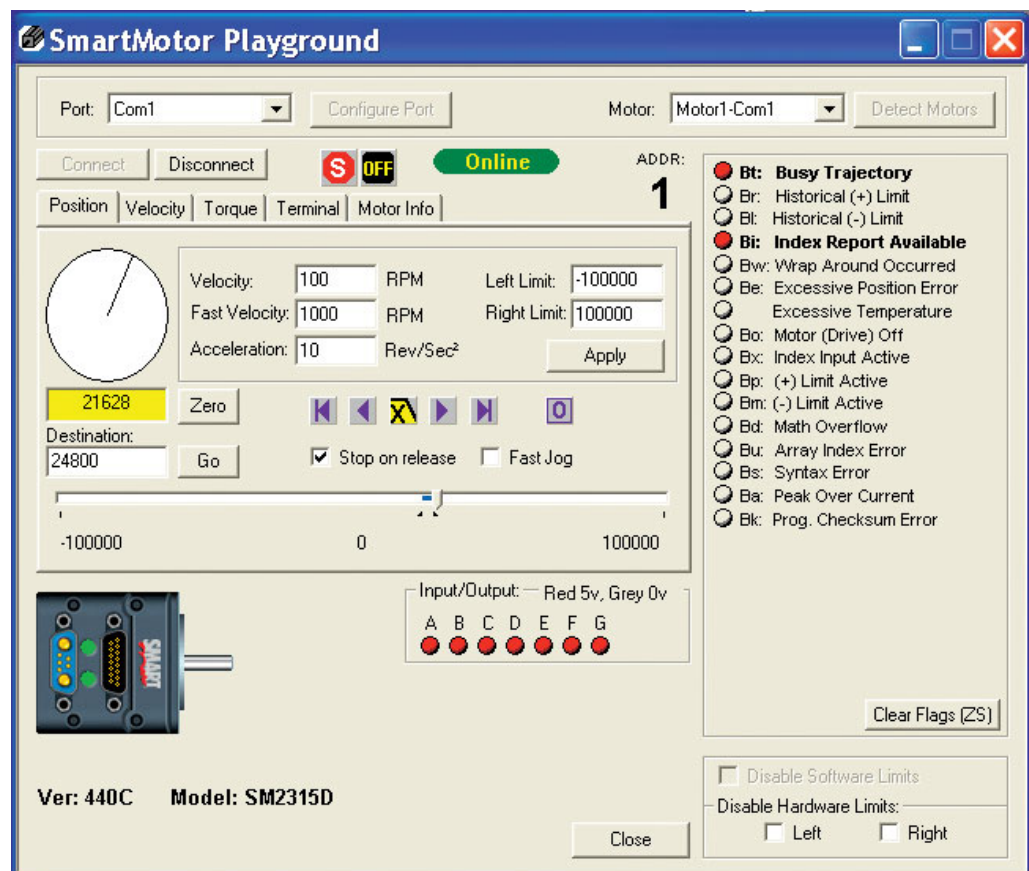 SmartMotor Playground
Port: Com1 Configure Port Motor: Motor1-Com1 Detect Motors
Connect Disconnect S OFF Online ADDR:
1
Position Velocity Torque Terminal Motor Info
Velocity: 100 RPM Left Limit: -100000
Fast Velocity: 1000 RPM Right Limit: 100000
Acceleration: 10 Rev/Sec² Apply
21628 Zero X O
Destination:
24800 Go Stop on release Fast Jog
-100000 0 100000
Bt: Busy Trajectory
Br: Historical (+) Limit
Bl: Historical (-) Limit
Bi: Index Report Available
Bw: Wrap Around Occurred
Be: Excessive Position Error
Excessive Temperature
Bo: Motor (Drive) Off
Bx: Index Input Active
Bp: (+) Limit Active
Bm: (-) Limit Active
Bd: Math Overflow
Bu: Array Index Error
Bs: Syntax Error
Ba: Peak Over Current
Bk: Prog. Checksum Error
Clear Flags (ZS)
Input/Output: Red 5v, Grey 0v
A B C D E F G
SMART
Ver: 440C Model: SM2315D
Disable Software Limits
Disable Hardware Limits:
Left Right
Close